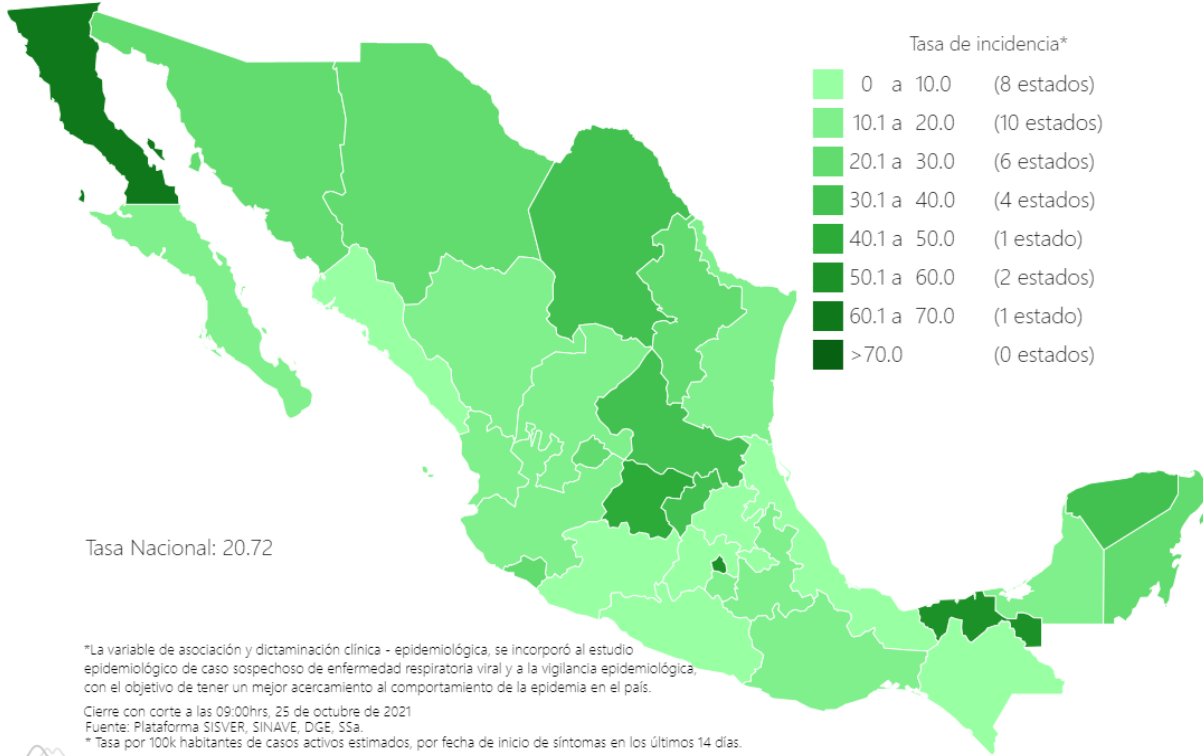 Tasa de incidencia*
0 a 10.0 (8 estados)
10.1 a 20.0 (10 estados)
20.1 a 30.0 (6 estados)
30.1 a 40.0 (4 estados)
40.1 a 50.0 (1 estado)
50.1 a 60.0 (2 estados)
60.1 a 70.0 (1 estado)
>70.0 (0 estados)
Tasa Nacional: 20.72
*La variable de asociación y dictaminación clínica - epidemiológica, se incorporó al estudio
epidemiológico de caso sospechoso de enfermedad respiratoria viral y a la vigilancia epidemiológica,
con el objetivo de tener un mejor acercamiento al comportamiento de la epidemia en el país.
Cierre con corte a las 09:00hrs, 25 de octubre de 2021
Fuente: Plataforma SISVER, SINAVE, DGE, SSa.
* Tasa por 100k habitantes de casos activos estimados, por fecha de inicio de síntomas en los últimos 14 días.